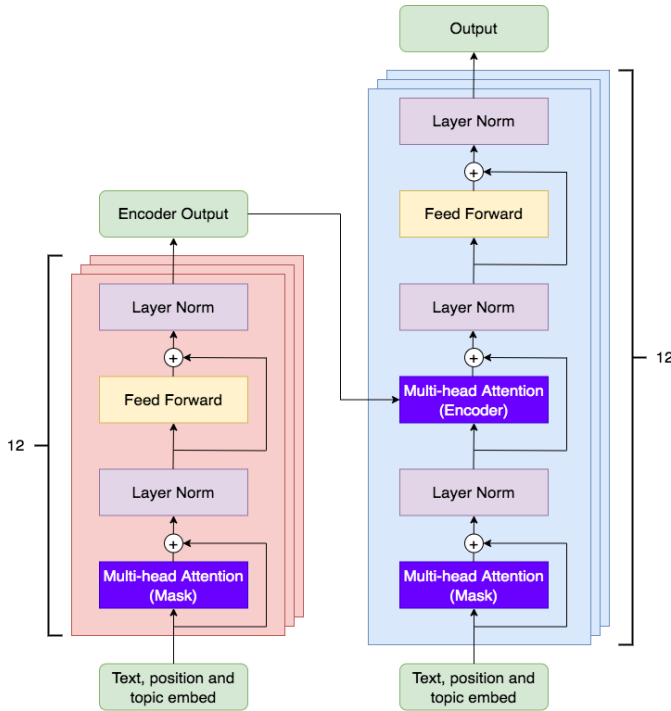 Output
Layer Norm
Feed Forward
Layer Norm
Multi-head Attention
(Encoder)
Layer Norm
Multi-head Attention
(Mask)
Text, position and
topic embed
12
Encoder Output
Layer Norm
Feed Forward
Layer Norm
Multi-head Attention
(Mask)
Text, position and
topic embed
12